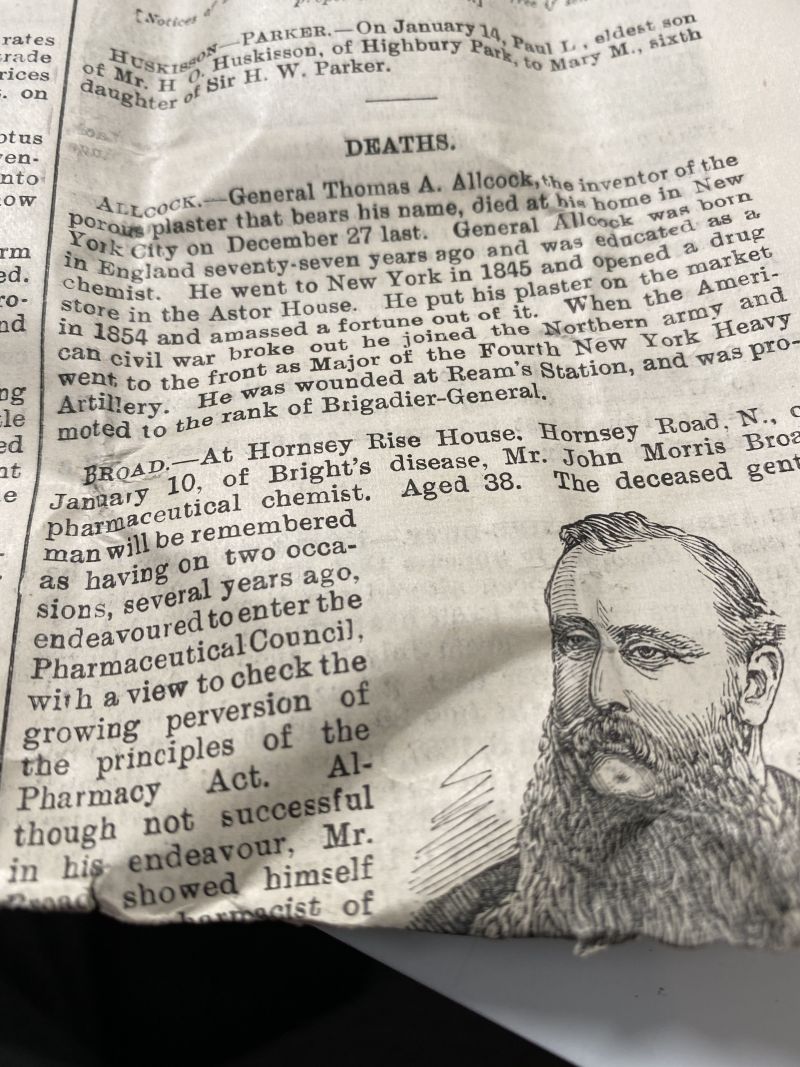 [Notices of
HUSKISSON—PARKER.—On January 14, Paul L., eldest son
of Mr. H O. Huskisson, of Highbury Park, to Mary M., sixth
daughter of Sir H. W. Parker.
DEATHS.
ALLCOCK.—General Thomas A. Allcock, the inventor of the
porous plaster that bears his name, died at his home in New
York City on December 27 last. General Allcock was born
in England seventy-seven years ago and was educated as a
chemist. He went to New York in 1845 and opened a drug
store in the Astor House. He put his plaster on the market
in 1854 and amassed a fortune out of it. When the Ameri-
can civil war broke out he joined the Northern army and
went to the front as Major of the Fourth New York Heavy
Artillery. He was wounded at Ream's Station, and was pro-
moted to the rank of Brigadier-General.
BROAD.—At Hornsey Rise House, Hornsey Road, N., o
January 10, of Bright's disease, Mr. John Morris Broa
pharmaceutical chemist. Aged 38. The deceased gent
man will be remembered
as having on two occa-
sions, several years ago,
endeavoured to enter the
Pharmaceutical Council,
with a view to check the
growing perversion of
the principles of the
Pharmacy Act. Al-
though not successful
in his endeavour, Mr.
Broad showed himself
harmacist of
rates
trade
rices
. on
otus
ven-
nto
ow
rm
ed.
ro-
nd
ng
tle
ed
nt
e